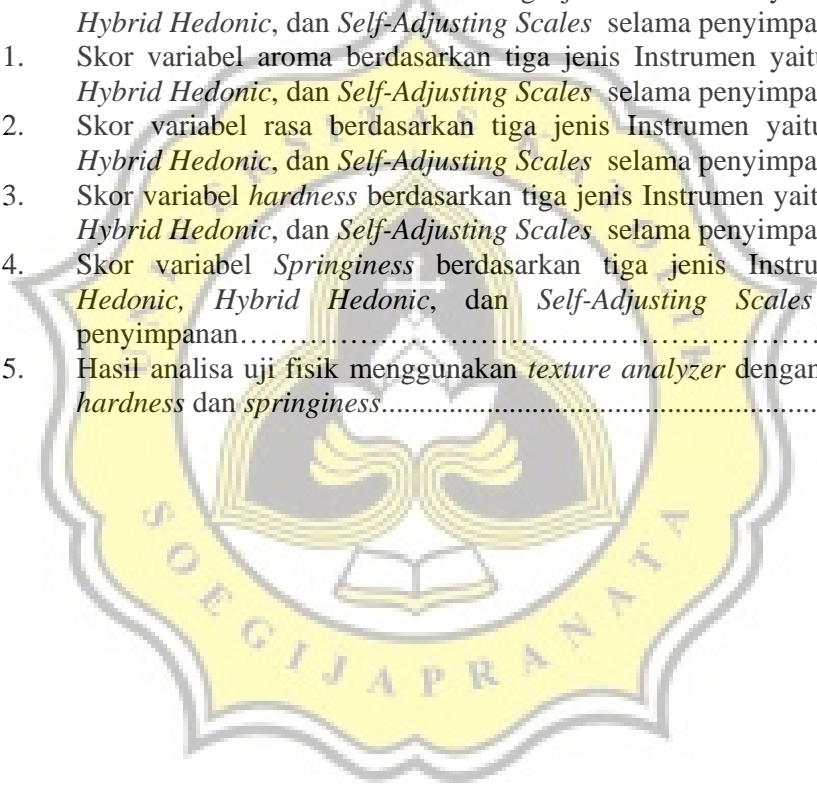 Hybrid Hedonic, dan Self-Adjusting Scales selama penyimpa
1. Skor variabel aroma berdasarkan tiga jenis Instrumen yaitu
Hybrid Hedonic, dan Self-Adjusting Scales selama penyimpa
2. Skor variabel rasa berdasarkan tiga jenis Instrumen yaitu
Hybrid Hedonic, dan Self-Adjusting Scales selama penyimpa
3. Skor variabel hardness berdasarkan tiga jenis Instrumen yait
Hybrid Hedonic, dan Self-Adjusting Scales selama penyimpa
4. Skor variabel Springiness berdasarkan tiga jenis Instru
Hedonic, Hybrid Hedonic, dan Self-Adjusting Scales
penyimpanan………………………………………………………
5. Hasil analisa uji fisik menggunakan texture analyzer dengan
hardness dan springiness.............................................................
SOEGIJAPRANATA